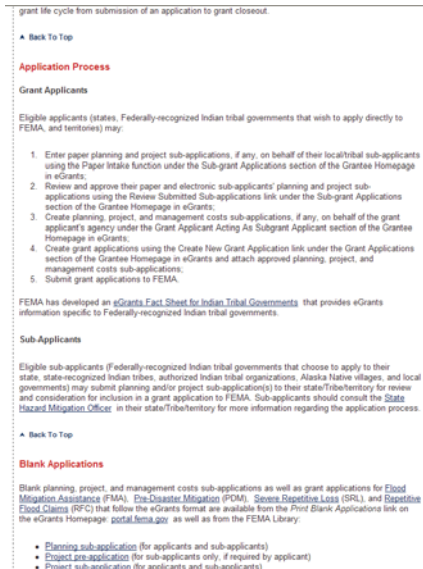 grant life cycle from submission of an application to grant closeout.
Back To Top
Application Process
Grant Applicants
Eligible applicants (states, Federally-recognized Indian tribal governments that wish to apply directly to
FEMA, and territories) may:
1. Enter paper planning and project sub-applications, if any, on behalf of their local/tribal sub-applicants
using the Paper Intake function under the Sub-grant Applications section of the Grantee Homepage
in eGrants;
2. Review and approve their paper and electronic sub-applicants' planning and project sub-
applications using the Review Submitted Sub-applications link under the Sub-grant Applications
section of the Grantee Homepage in eGrants;
3. Create planning, project, and management costs sub-applications, if any, on behalf of the grant
applicant's agency under the Grant Applicant Acting As Subgrant Applicant section of the Grantee
Homepage in eGrants;
4. Create grant applications using the Create New Grant Application link under the Grant Applications
section of the Grantee Homepage in eGrants and attach approved planning, project, and
management costs sub-applications;
5. Submit grant applications to FEMA.
FEMA has developed an eGrants Fact Sheet for Indian Tribal Governments that provides eGrants
information specific to Federally-recognized Indian tribal governments.
Sub-Applicants
Eligible sub-applicants (Federally-recognized Indian tribal governments that choose to apply to their
state, state-recognized Indian tribes, authorized Indian tribal organizations, Alaska Native villages, and local
governments) may submit planning and/or project sub-application(s) to their state/Tribe/territory for review
and consideration for inclusion in a grant application to FEMA. Sub-applicants should consult the State
Hazard Mitigation Officer in their state/Tribe/territory for more information regarding the application process.
Back To Top
Blank Applications
Blank planning, project, and management costs sub-applications as well as grant applications for Flood
Mitigation Assistance (FMA), Pre-Disaster Mitigation (PDM), Severe Repetitive Loss (SRL), and Repetitive
Flood Claims (RFC) that follow the eGrants format are available from the Print Blank Applications link on
the eGrants Homepage: portal.fema.gov as well as from the FEMA Library:
• Planning sub-application (for applicants and sub-applicants)
• Project pre-application (for sub-applicants only, if required by applicant)
• Project sub-application (for applicants and sub-applicants)